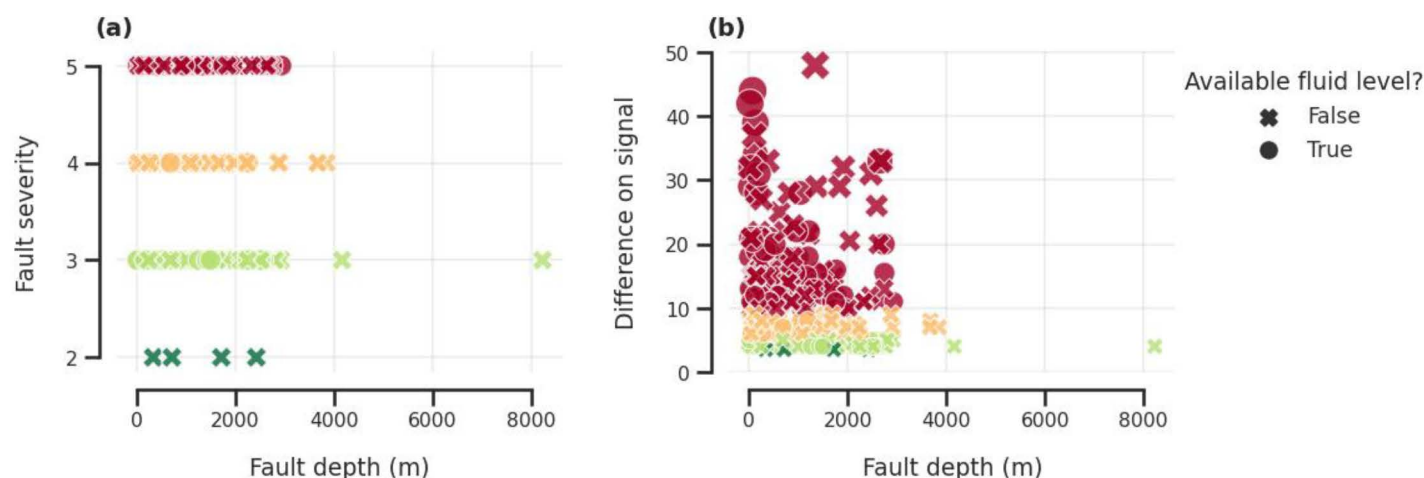 (a)
Fault severity
5
4
3
2
0 2000 4000 6000 8000
Fault depth (m)
(b)
Difference on signal
50
40
30
20
10
0
0 2000 4000 6000 8000
Fault depth (m)
Available fluid level?
False
True